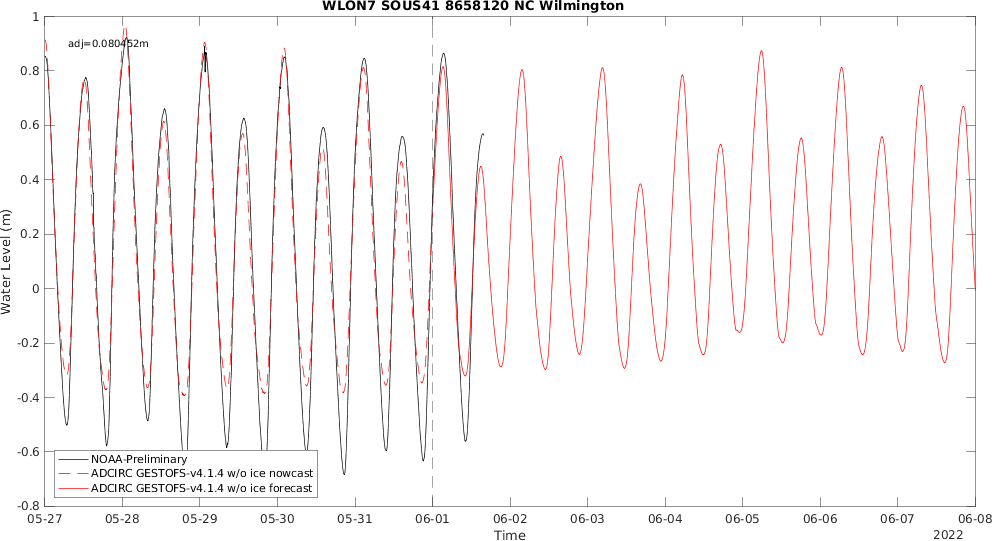 WLON7 SOUS41 8658120 NC Wilmington
adj=0.080452m
Water Level (m)
1
0.8
0.6
0.4
0.2
0
-0.2
-0.4
-0.6
-0.8
NOAA-Preliminary
ADCIRC GESTOFS-v4.1.4 w/o ice nowcast
ADCIRC GESTOFS-v4.1.4 w/o ice forecast
05-27 05-28 05-29 05-30 05-31 06-01 06-02 06-03 06-04 06-05 06-06 06-07 06-08
Time
2022